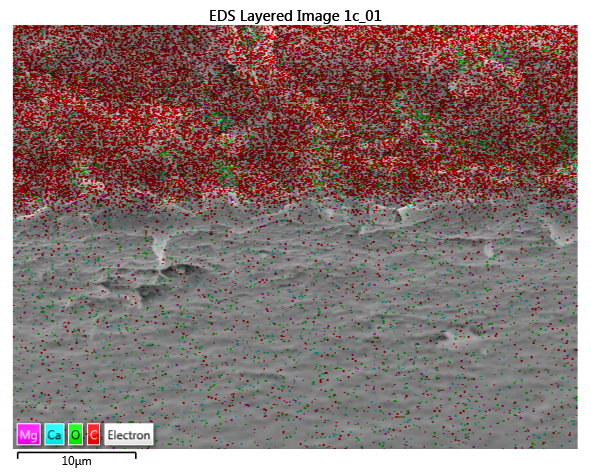 EDS Layered Image 1c_01
Mg Ca O C Electron
10µm